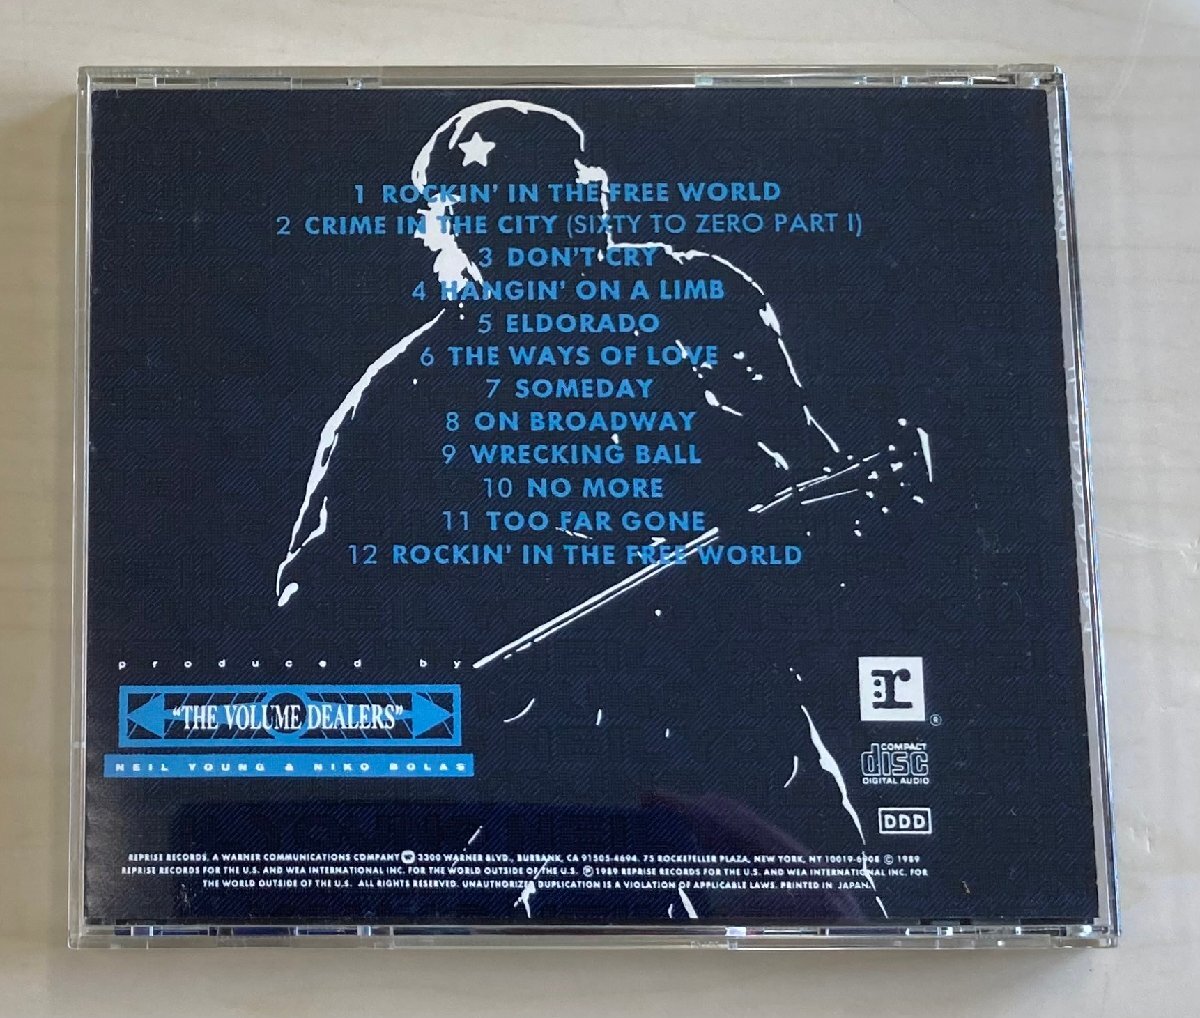 1 ROCKIN' IN THE FREE WORLD
2 CRIME IN THE CITY (SIXTY TO ZERO PART I)
3 DON'T CRY
4 HANGIN' ON A LIMB
5 ELDORADO
6 THE WAYS OF LOVE
7 SOMEDAY
8 ON BROADWAY
9 WRECKING BALL
10 NO MORE
11 TOO FAR GONE
12 ROCKIN' IN THE FREE WORLD
produced by
"THE VOLUME DEALERS"
NEIL YOUNG & NIKO BOLAS
r
®
COMPACT
disc
DIGITAL AUDIO
DDD
REPRISE RECORDS, A WARNER COMMUNICATIONS COMPANY 3300 WARNER BLVD., BURBANK, CA 91505-4694. 75 ROCKEFELLER PLAZA, NEW YORK, NY 10019-6908 © 1989
REPRISE RECORDS FOR THE U.S. AND WEA INTERNATIONAL INC. FOR THE WORLD OUTSIDE OF THE U.S. ℗ 1989 REPRISE RECORDS FOR THE U.S. AND WEA INTERNATIONAL INC. FOR
THE WORLD OUTSIDE OF THE U.S. ALL RIGHTS RESERVED. UNAUTHORIZED DUPLICATION IS A VIOLATION OF APPLICABLE LAWS. PRINTED IN JAPAN.